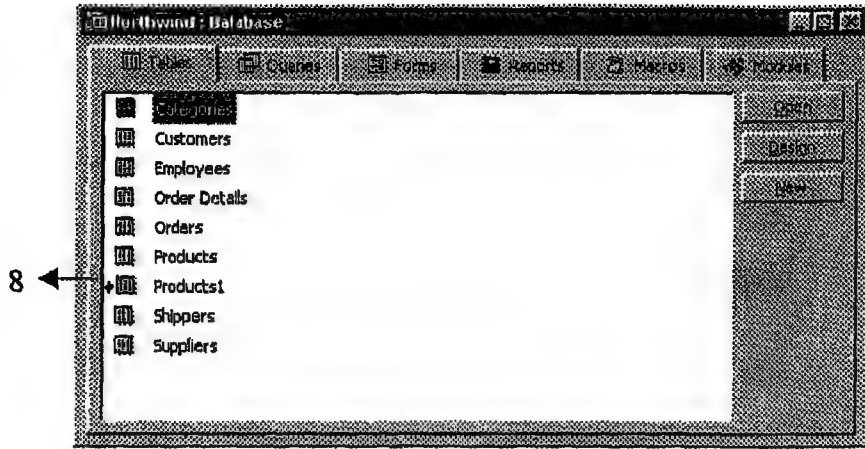 Northwind : Database
Tables Queries Forms Reports Macros Modules
Categories
Open
Customers
Design
Employees
New
Order Details
Orders
Products
8
Products1
Shippers
Suppliers